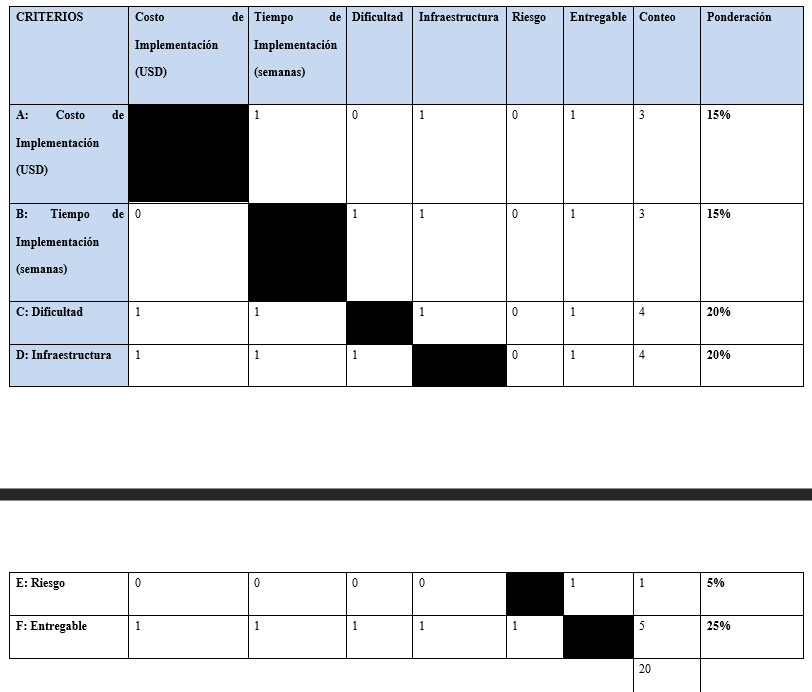 CRITERIOS Costo de Implementación (USD) Tiempo de Implementación (semanas) Dificultad Infraestructura Riesgo Entregable Conteo Ponderación
A: Costo de Implementación (USD) 1 0 1 0 1 3 15%
B: Tiempo de Implementación (semanas) 0 1 1 0 1 3 15%
C: Dificultad 1 1 1 0 1 4 20%
D: Infraestructura 1 1 1 0 1 4 20%
E: Riesgo 0 0 0 0 1 1 5%
F: Entregable 1 1 1 1 1 5 25%
20